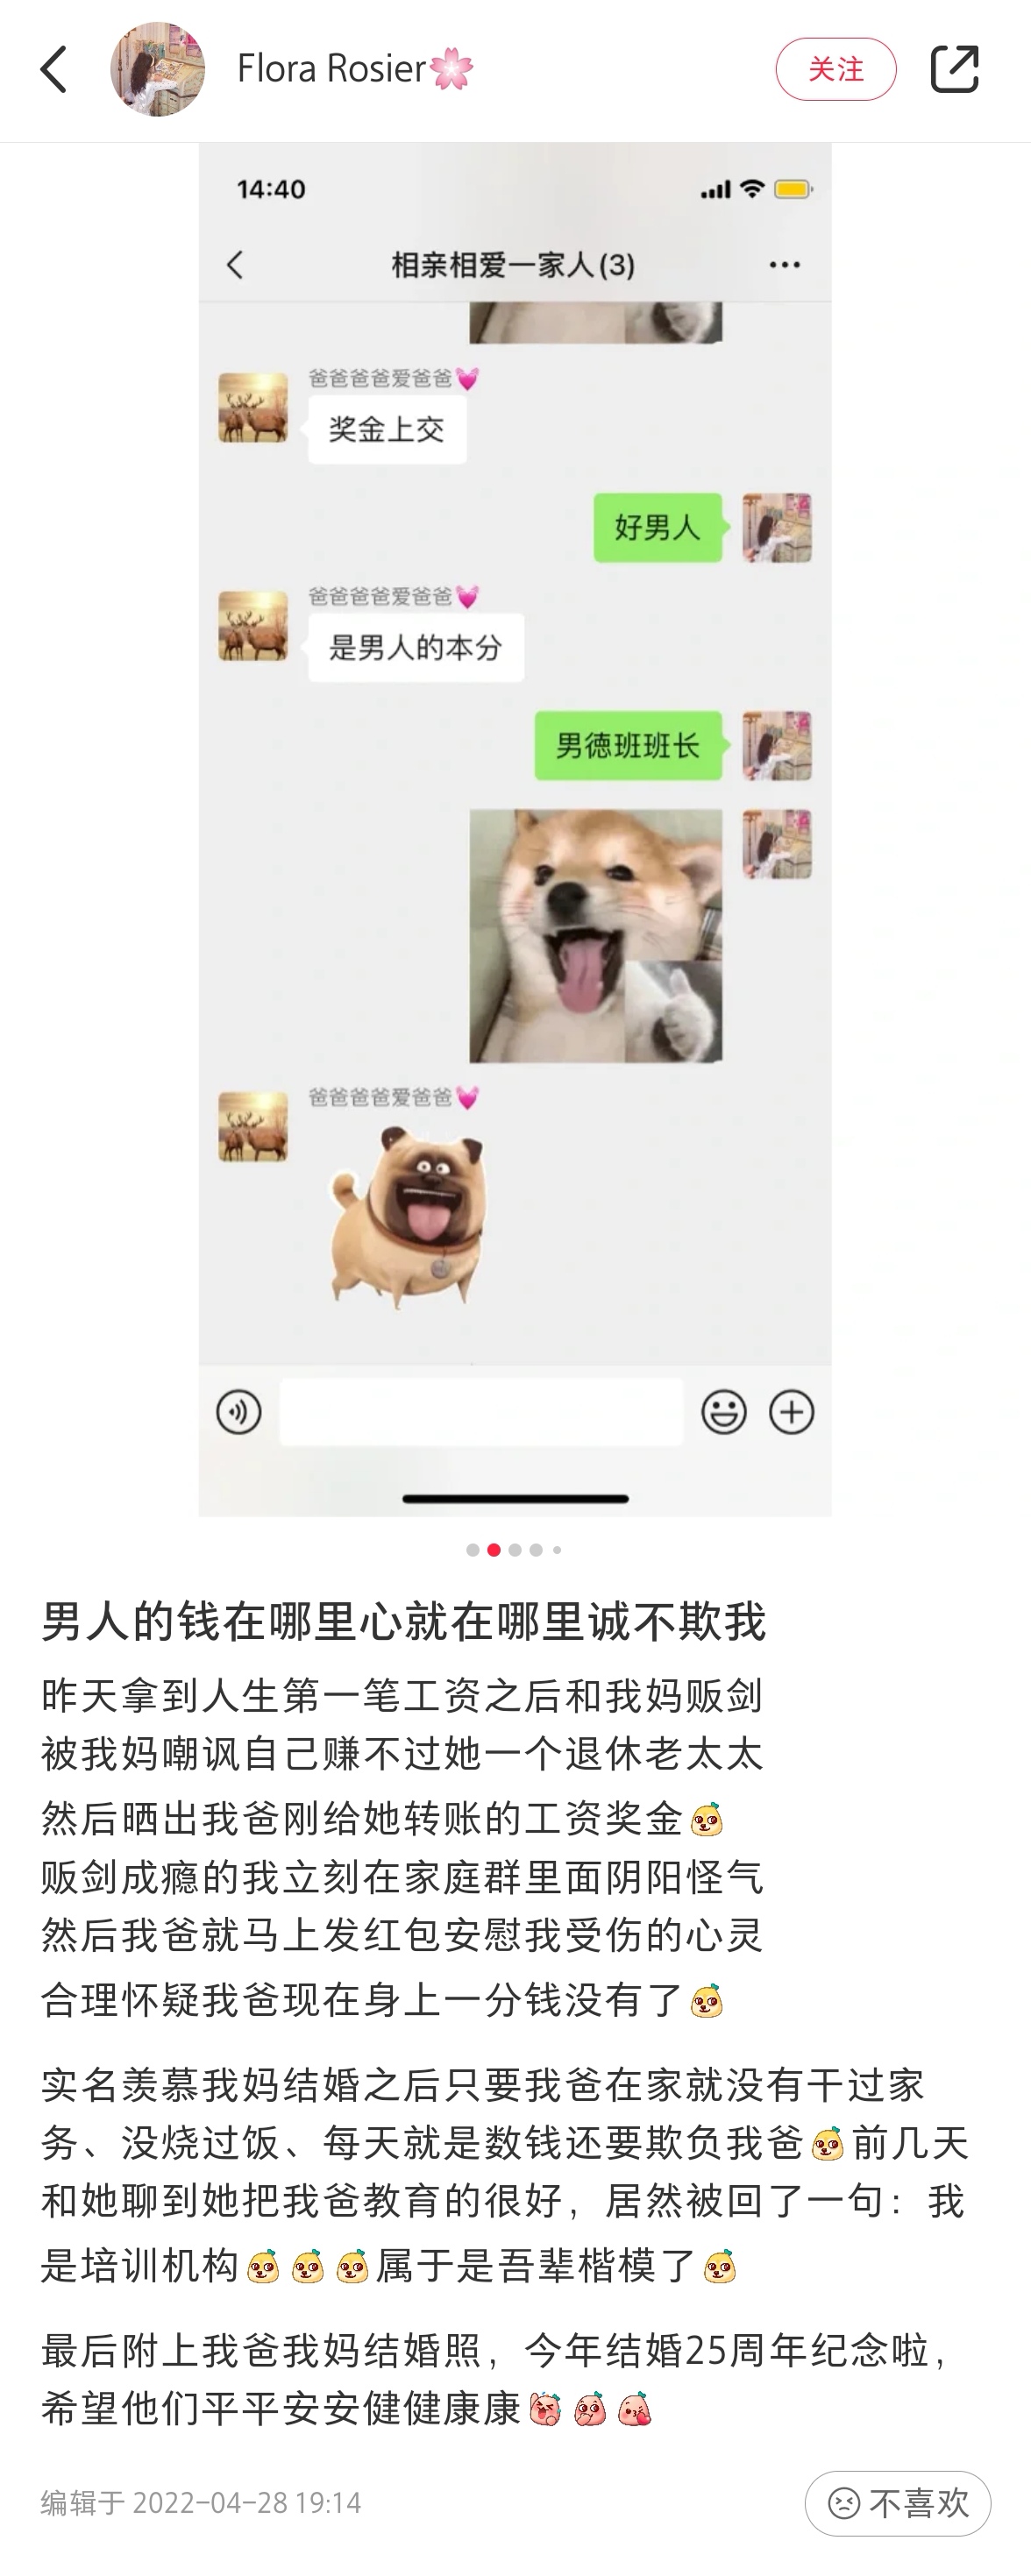 Flora Rosier🌸
关注
14:40
相亲相爱一家人(3)
爸爸爸爸爱爸爸💓
奖金上交
好男人
爸爸爸爸爱爸爸💓
是男人的本分
男德班班长
爸爸爸爸爱爸爸💓
男人的钱在哪里心就在哪里诚不欺我
昨天拿到人生第一笔工资之后和我妈贩剑
被我妈嘲讽自己赚不过她一个退休老太太
然后晒出我爸刚给她转账的工资奖金
贩剑成瘾的我立刻在家庭群里面阴阳怪气
然后我爸就马上发红包安慰我受伤的心灵
合理怀疑我爸现在身上一分钱没有了
实名羡慕我妈结婚之后只要我爸在家就没有干过家
务、没烧过饭、每天就是数钱还要欺负我爸前几天
和她聊到她把我爸教育的很好，居然被回了一句：我
是培训机构属于是吾辈楷模了
最后附上我爸我妈结婚照，今年结婚25周年纪念啦，
希望他们平平安安健健康康
编辑于 2022-04-28 19:14
不喜欢